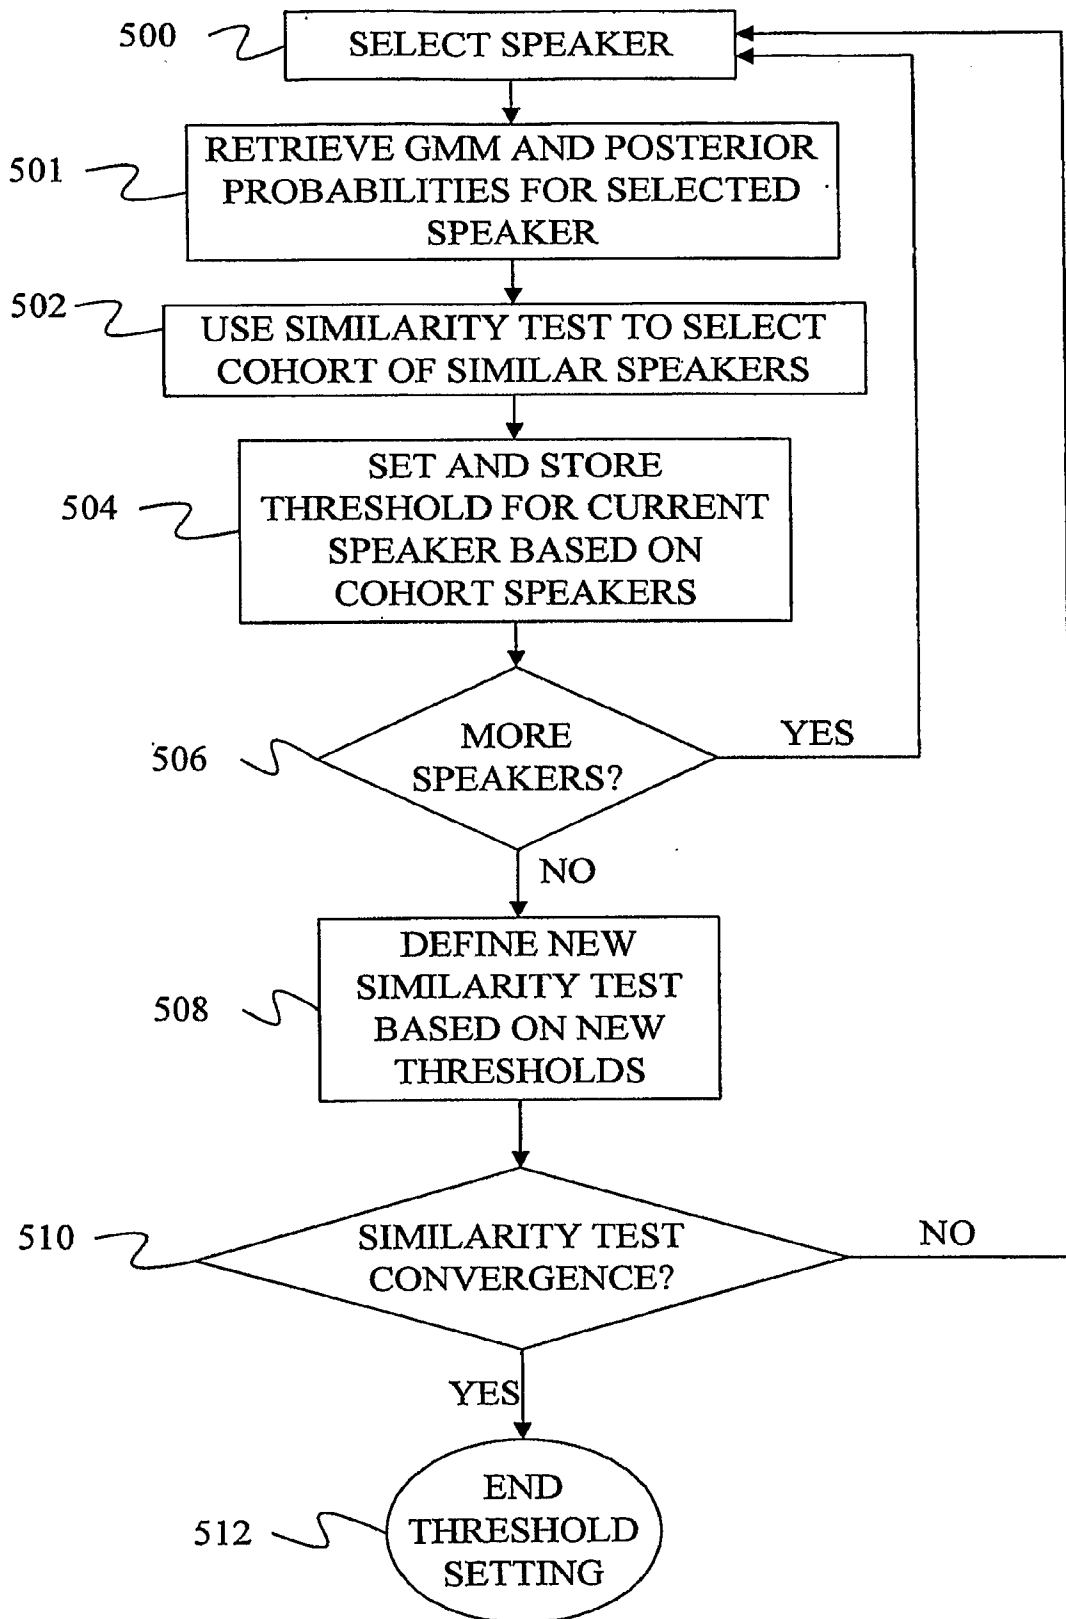 500
SELECT SPEAKER
501
RETRIEVE GMM AND POSTERIOR
PROBABILITIES FOR SELECTED
SPEAKER
502
USE SIMILARITY TEST TO SELECT
COHORT OF SIMILAR SPEAKERS
504
SET AND STORE
THRESHOLD FOR CURRENT
SPEAKER BASED ON
COHORT SPEAKERS
506
MORE
SPEAKERS?
YES
NO
508
DEFINE NEW
SIMILARITY TEST
BASED ON NEW
THRESHOLDS
510
SIMILARITY TEST
CONVERGENCE?
NO
YES
512
END
THRESHOLD
SETTING